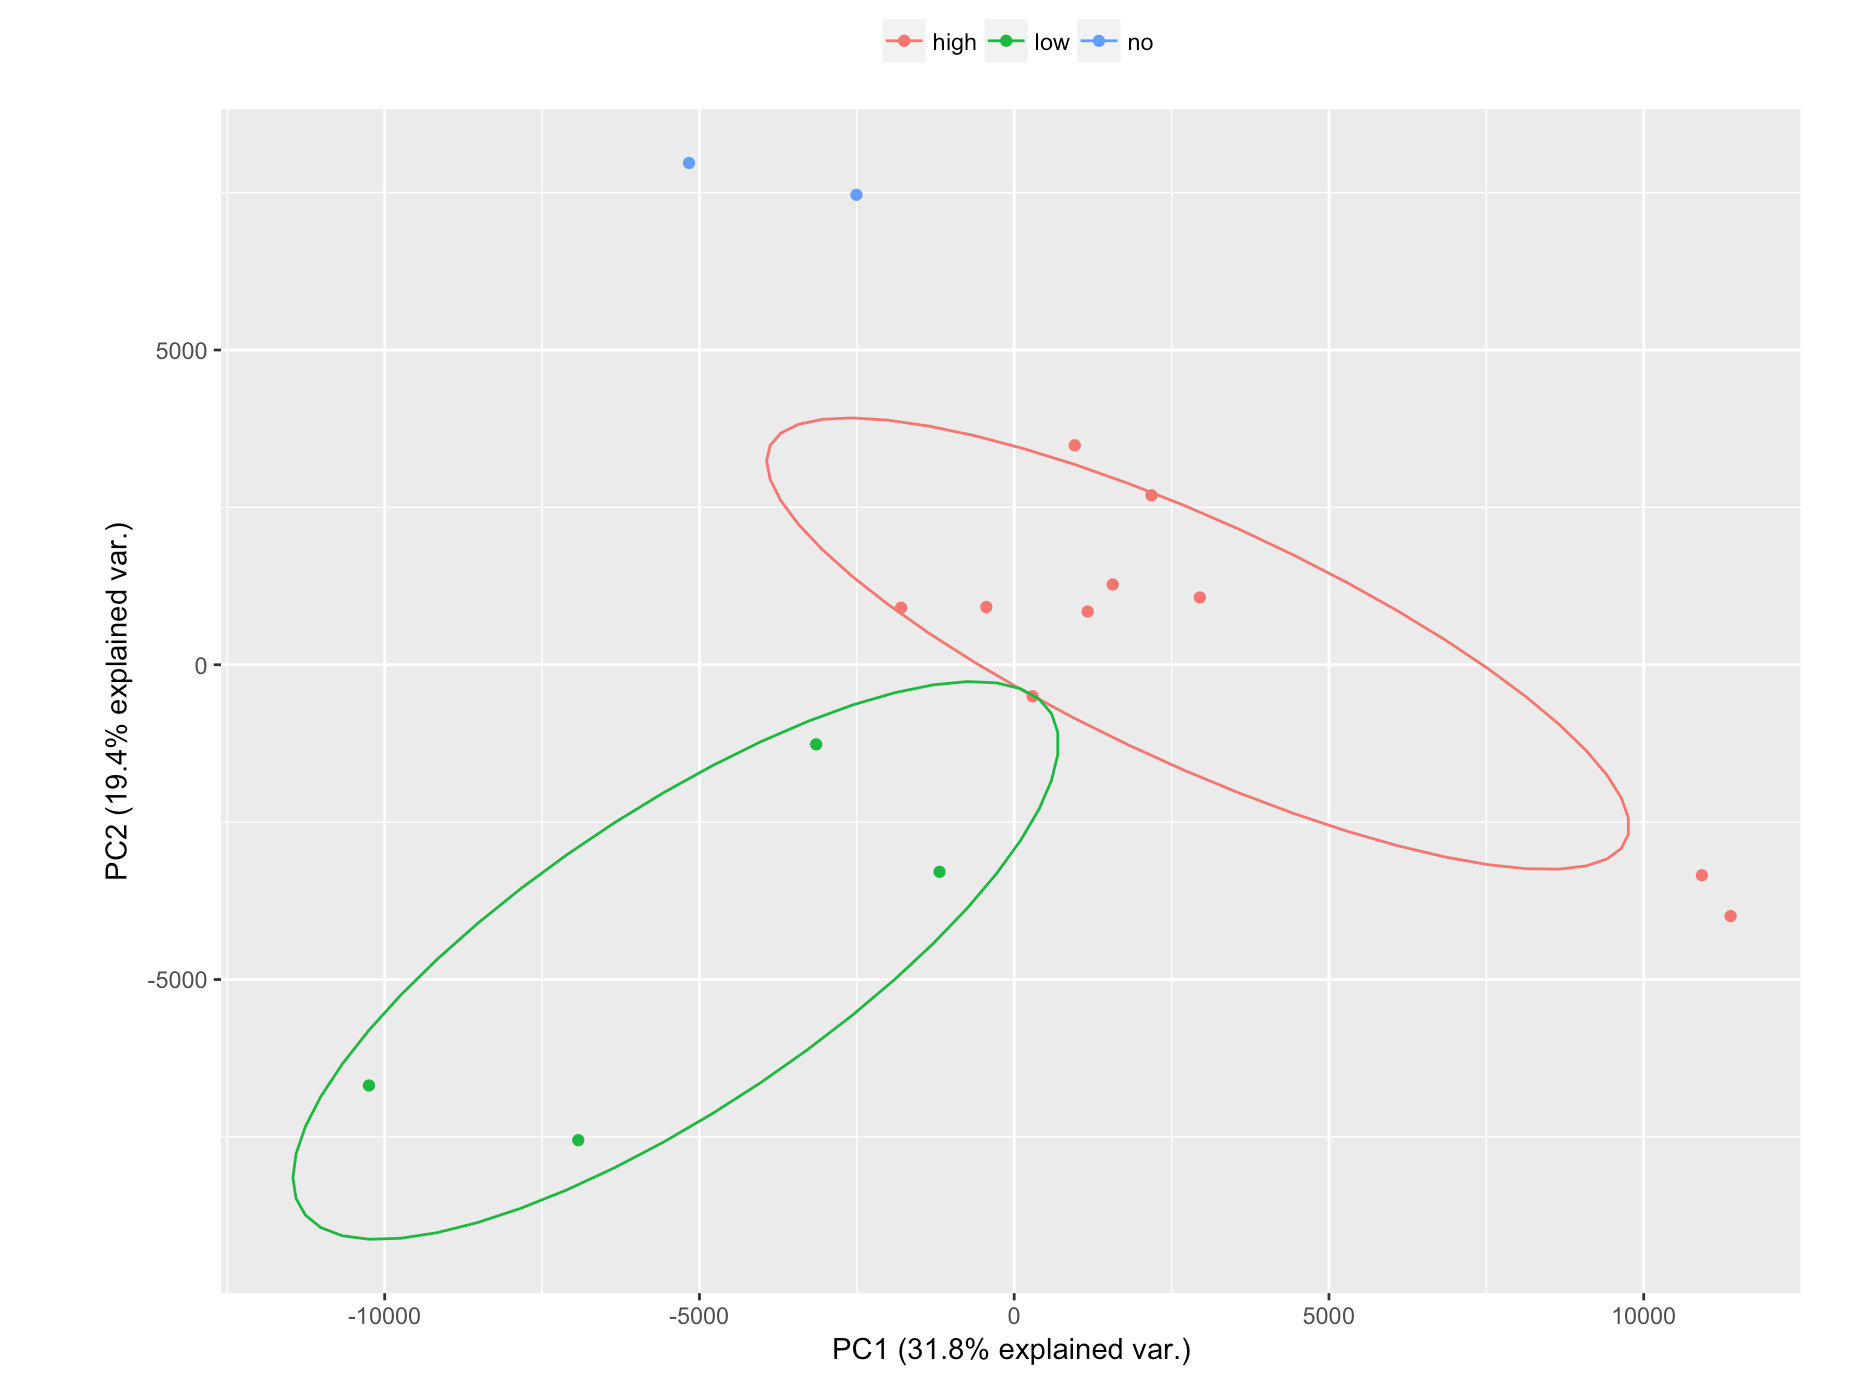 high low no
PC2 (19.4% explained var.)
5000
0
-5000
-10000 -5000 0 5000 10000
PC1 (31.8% explained var.)